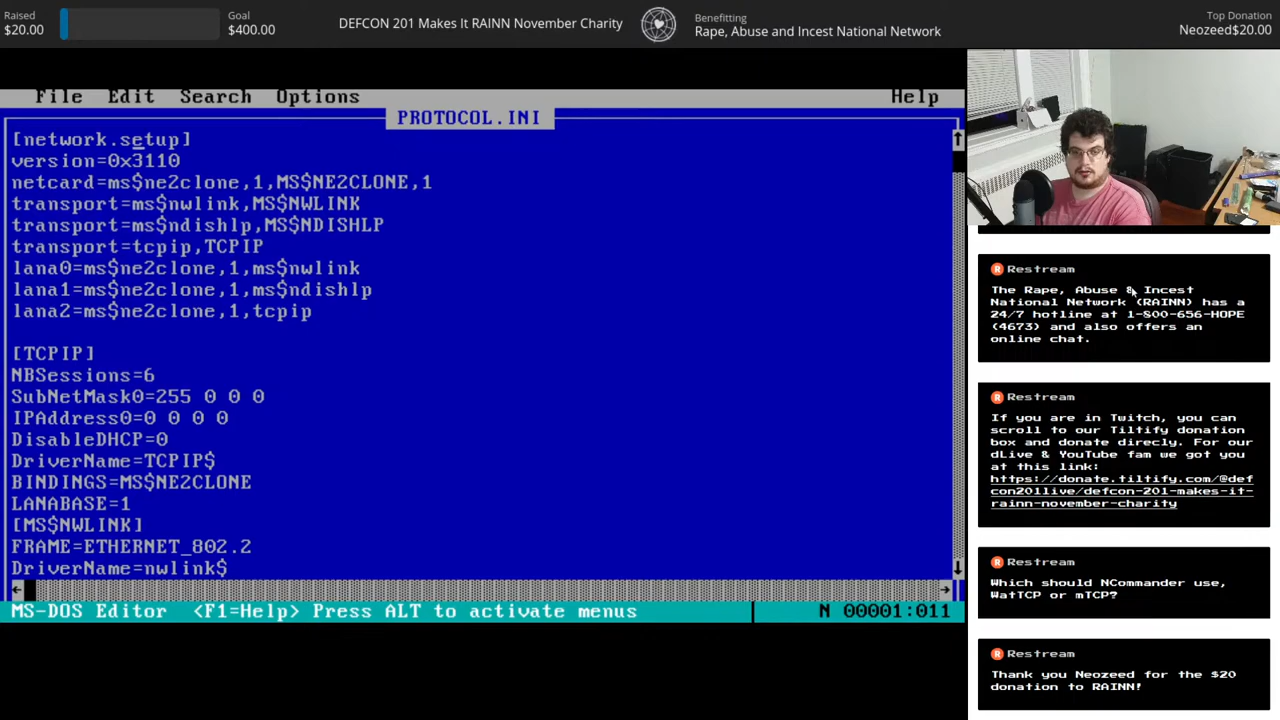 Raised
$20.00
Goal
$400.00
DEFCON 201 Makes It RAINN November Charity
Benefitting
Rape, Abuse and Incest National Network
Top Donation
Neozeed$20.00
File Edit Search Options Help
PROTOCOL.INI
[network.setup]
version=0x3110
netcard=ms$ne2clone,1,MS$NE2CLONE,1
transport=ms$nwlink,MS$NWLINK
transport=ms$ndishlp,MS$NDISHLP
transport=tcpip,TCPIP
lana0=ms$ne2clone,1,ms$nwlink
lana1=ms$ne2clone,1,ms$ndishlp
lana2=ms$ne2clone,1,tcpip
[TCPIP]
NBSessions=6
SubNetMask0=255 0 0 0
IPAddress0=0 0 0 0
DisableDHCP=0
DriverName=TCPIP$
BINDINGS=MS$NE2CLONE
LANABASE=1
[MS$NWLINK]
FRAME=ETHERNET_802.2
DriverName=nwlink$
MS-DOS Editor <F1=Help> Press ALT to activate menus N 00001:011
Restream
The Rape, Abuse & Incest
National Network (RAINN) has a
24/7 hotline at 1-800-656-HOPE
(4673) and also offers an
online chat.
Restream
If you are in Twitch, you can
scroll to our Tiltify donation
box and donate direcly. For our
dLive & YouTube fam we got you
at this link:
https://donate.tiltify.com/@def
con201live/defcon-201-makes-it-
rainn-november-charity
Restream
Which should NCommander use,
WatTCP or mTCP?
Restream
Thank you Neozeed for the $20
donation to RAINN!